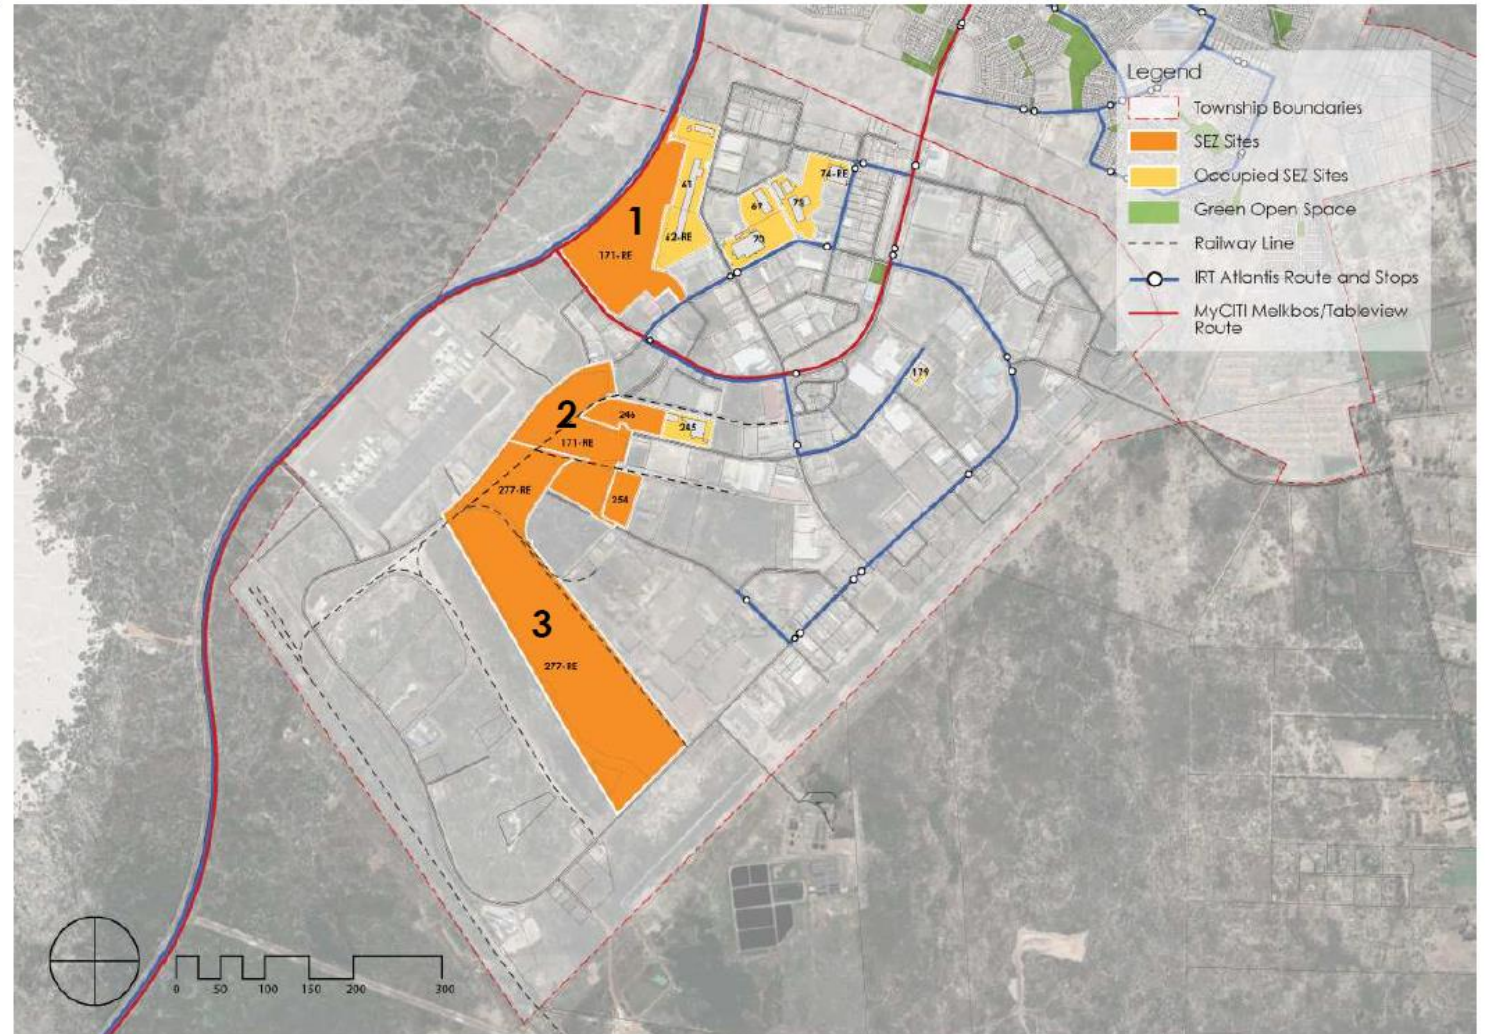 Legend
Township Boundaries
SEZ Sites
Occupied SEZ Sites
Green Open Space
Railway Line
IRT Atlantis Route and Stops
MyCITI Melkbos/Tableview
Route
61
74-RE
69
75
1
62-RE
70
171-RE
179
2
246
245
171-RE
277-RE
254
3
277-RE
0 50 100 150 200 300